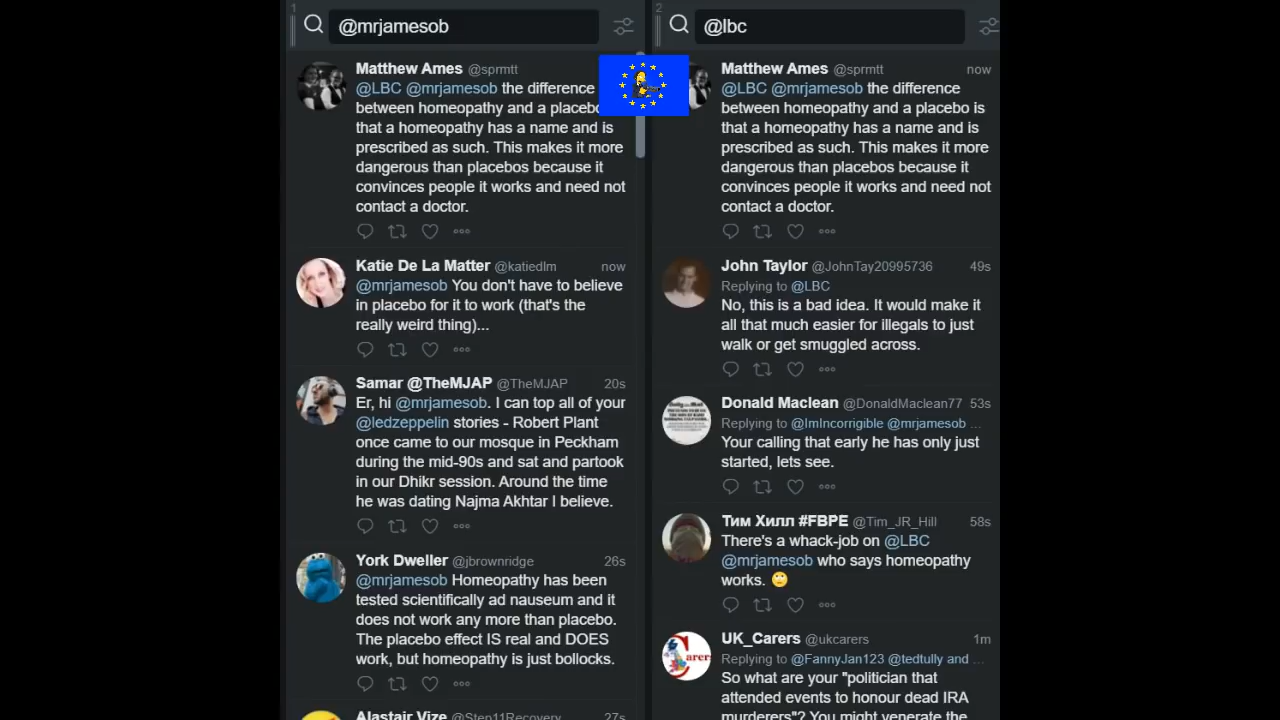 1
@mrjamesob
Matthew Ames @sprmtt
@LBC @mrjamesob the difference
between homeopathy and a placebo
that a homeopathy has a name and is
prescribed as such. This makes it more
dangerous than placebos because it
convinces people it works and need not
contact a doctor.
Katie De La Matter @katiedlm now
@mrjamesob You don't have to believe
in placebo for it to work (that's the
really weird thing)...
Samar @TheMJAP @TheMJAP 20s
Er, hi @mrjamesob. I can top all of your
@ledzeppelin stories - Robert Plant
once came to our mosque in Peckham
during the mid-90s and sat and partook
in our Dhikr session. Around the time
he was dating Najma Akhtar I believe.
York Dweller @jbrownridge 26s
@mrjamesob Homeopathy has been
tested scientifically ad nauseum and it
does not work any more than placebo.
The placebo effect IS real and DOES
work, but homeopathy is just bollocks.
Alastair Vize @Step11Recovery 27s
2
@lbc
Matthew Ames @sprmtt now
@LBC @mrjamesob the difference
between homeopathy and a placebo is
that a homeopathy has a name and is
prescribed as such. This makes it more
dangerous than placebos because it
convinces people it works and need not
contact a doctor.
John Taylor @JohnTay20995736 49s
Replying to @LBC
No, this is a bad idea. It would make it
all that much easier for illegals to just
walk or get smuggled across.
Donald Maclean @DonaldMaclean77 53s
Replying to @ImIncorrigible @mrjamesob ...
Your calling that early he has only just
started, lets see.
Тим Хилл #FBPE @Tim_JR_Hill 58s
There's a whack-job on @LBC
@mrjamesob who says homeopathy
works. 🙄
UK_Carers @ukcarers 1m
Replying to @FannyJan123 @tedtully and ...
So what are your "politician that
attended events to honour dead IRA
murderers"? You might venerate the